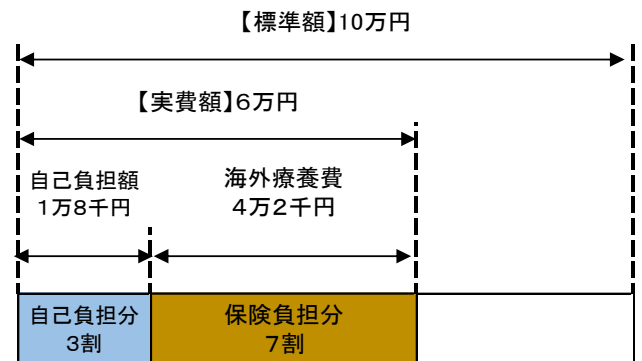 【標準額】10万円
【実費額】６万円
自己負担額
１万8千円
海外療養費
４万２千円
自己負担分
3割
保険負担分
７割